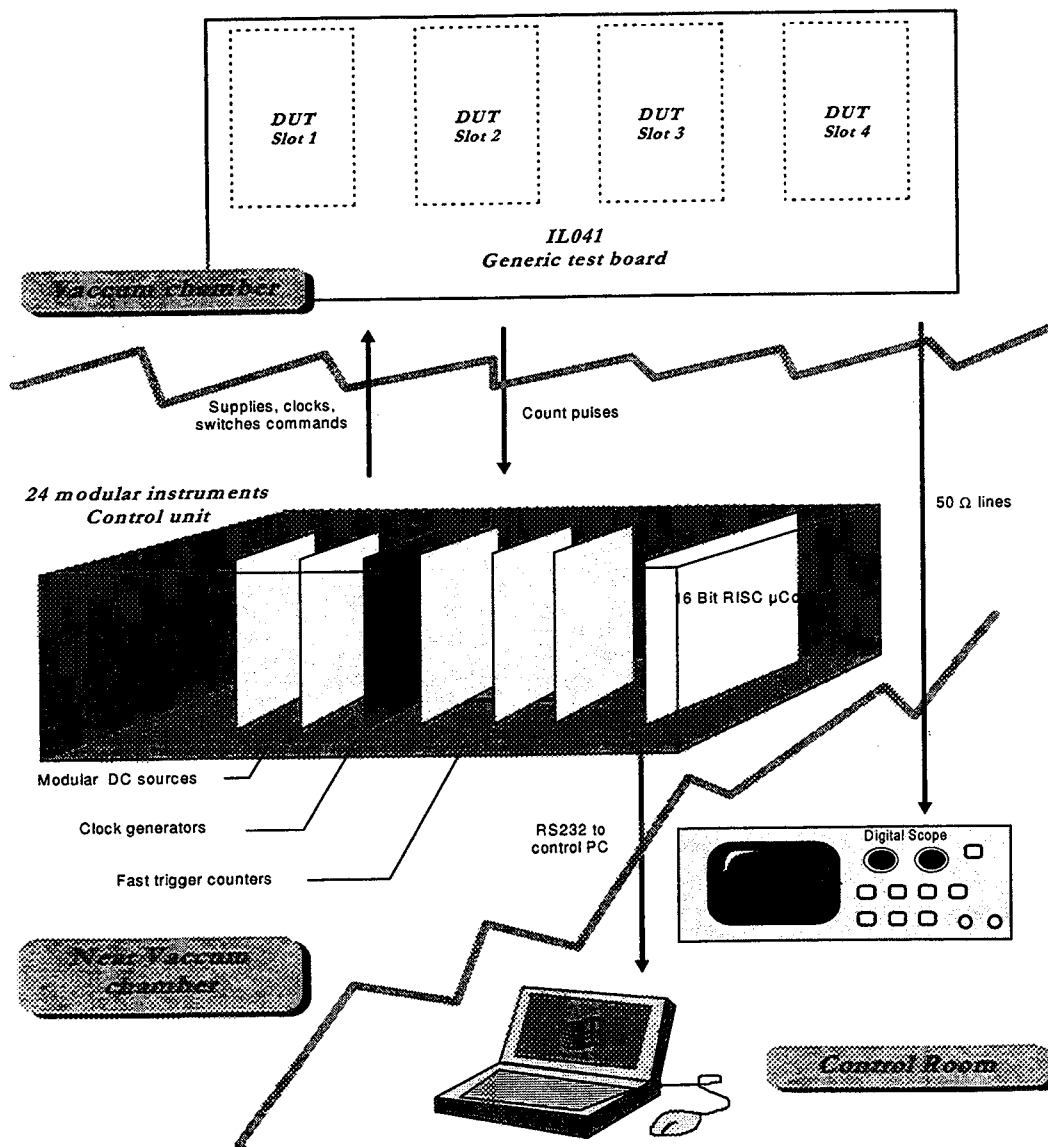 DUT
Slot 1
DUT
Slot 2
DUT
Slot 3
DUT
Slot 4
IL041
Generic test board
Vaccum chamber
Supplies, clocks,
switches commands
Count pulses
24 modular instruments
Control unit
50 Ω lines
16 Bit RISC µCo
Modular DC sources
Clock generators
Fast trigger counters
RS232 to
control PC
Digital Scope
Near Vaccum
chamber
Control Room